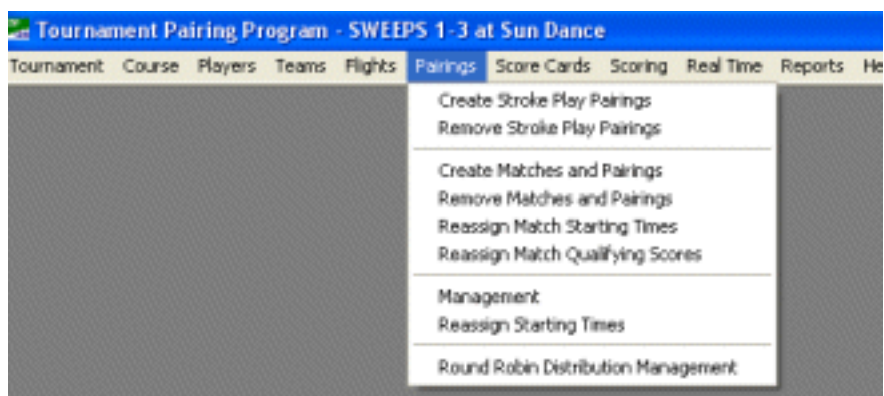 Tournament Pairing Program - SWEEPS 1-3 at Sun Dance
Tournament Course Players Teams Flights Pairings Score Cards Scoring Real Time Reports He
Create Stroke Play Pairings
Remove Stroke Play Pairings
Create Matches and Pairings
Remove Matches and Pairings
Reassign Match Starting Times
Reassign Match Qualifying Scores
Management
Reassign Starting Times
Round Robin Distribution Management